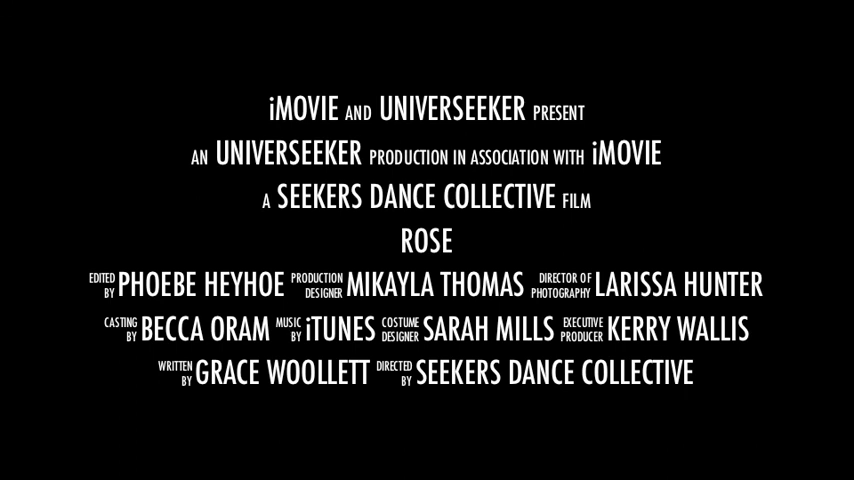 iMOVIE AND UNIVERSEEKER PRESENT
AN UNIVERSEEKER PRODUCTION IN ASSOCIATION WITH iMOVIE
A SEEKERS DANCE COLLECTIVE FILM
ROSE
EDITED BY PHOEBE HEYHOE PRODUCTION DESIGNER MIKAYLA THOMAS DIRECTOR OF PHOTOGRAPHY LARISSA HUNTER
CASTING BY BECCA ORAM MUSIC BY iTUNES COSTUME DESIGNER SARAH MILLS EXECUTIVE PRODUCER KERRY WALLIS
WRITTEN BY GRACE WOOLLETT DIRECTED BY SEEKERS DANCE COLLECTIVE